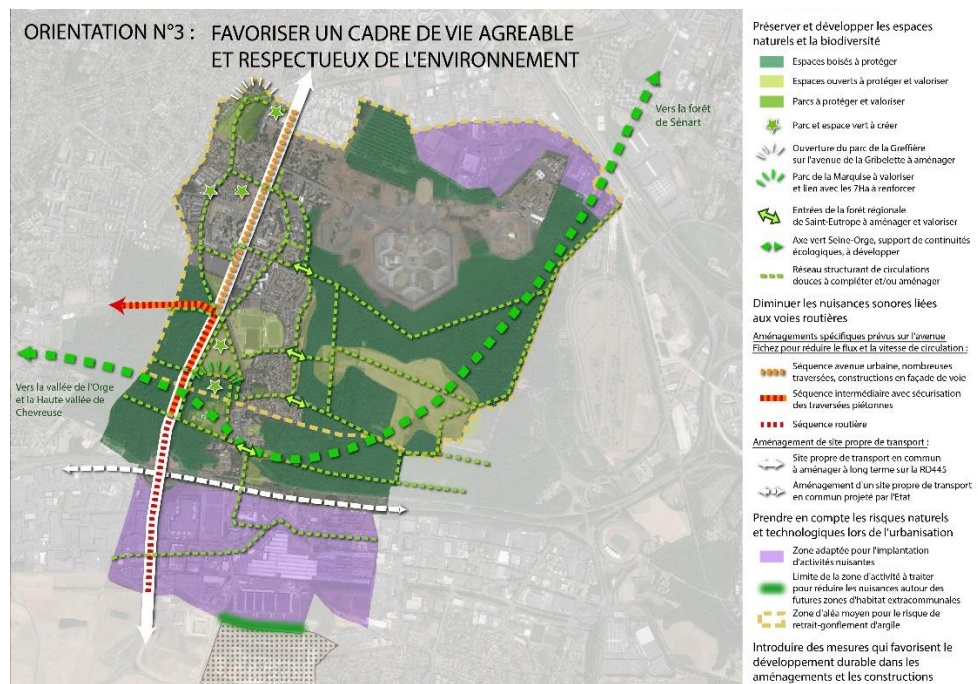 ORIENTATION N°3 : FAVORISER UN CADRE DE VIE AGREABLE
ET RESPECTUEUX DE L'ENVIRONNEMENT
Vers la forêt
de Sénart
Vers la vallée de l'Orge
et la Haute vallée de
Chevreuse
Préserver et développer les espaces
naturels et la biodiversité
Espaces boisés à protéger
Espaces ouverts à protéger et valoriser
Parcs à protéger et valoriser
Parc et espace vert à créer
Ouverture du parc de la Greffière
sur l'avenue de la Gribelette à aménager
Parc de la Marquise à valoriser
et lien avec les 7Ha à renforcer
Entrées de la forêt régionale
de Saint-Eutrope à aménager et valoriser
Axe vert Seine-Orge, support de continuités
écologiques, à développer
Réseau structurant de circulations
douces à compléter et/ou aménager
Diminuer les nuisances sonores liées
aux voies routières
Aménagements spécifiques prévus sur l'avenue
Fichez pour réduire le flux et la vitesse de circulation :
Séquence avenue urbaine, nombreuses
traversées, constructions en façade de voie
Séquence intermédiaire avec sécurisation
des traversées piétonnes
Séquence routière
Aménagement de site propre de transport :
Site propre de transport en commun
à aménager à long terme sur la RD445
Aménagement d'un site propre de transport
en commun projeté par l'Etat
Prendre en compte les risques naturels
et technologiques lors de l'urbanisation
Zone adaptée pour l'implantation
d'activités nuisantes
Limite de la zone d'activité à traiter
pour réduire les nuisances autour des
futures zones d'habitat extracommunales
Zone d'aléa moyen pour le risque de
retrait-gonflement d'argile
Introduire des mesures qui favorisent le
développement durable dans les
aménagements et les constructions